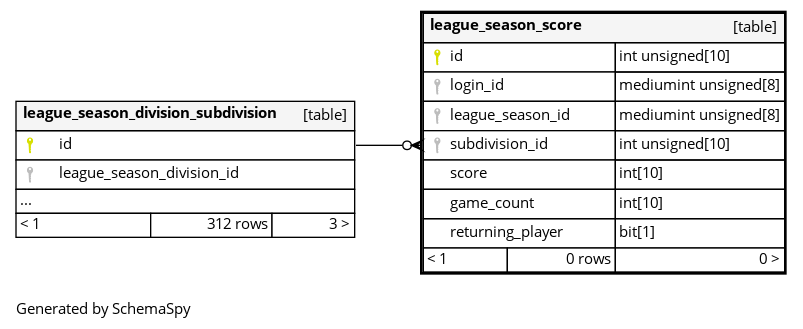 league_season_division_subdivision [table]
id
league_season_division_id
...
< 1 312 rows 3 >
league_season_score [table]
id int unsigned[10]
login_id mediumint unsigned[8]
league_season_id mediumint unsigned[8]
subdivision_id int unsigned[10]
score int[10]
game_count int[10]
returning_player bit[1]
< 1 0 rows 0 >
Generated by SchemaSpy